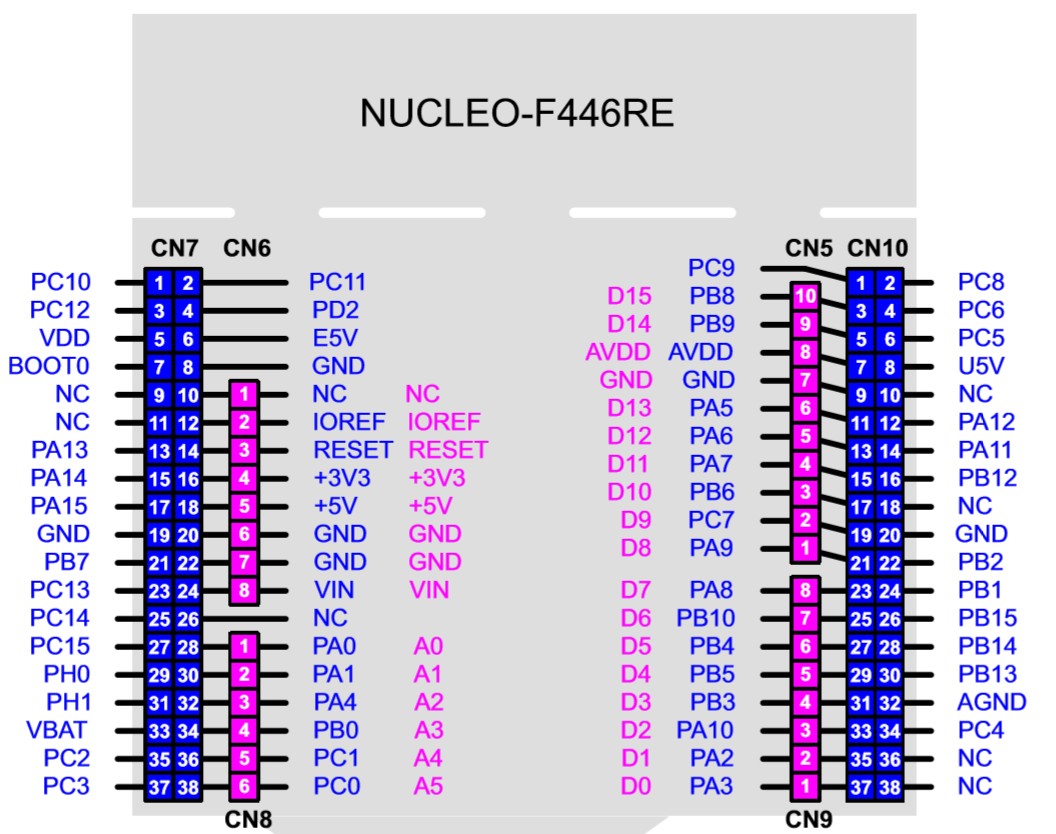 NUCLEO-F446RE
CN7 CN6 CN5 CN10
PC9
PC10 1 2 PC11 1 2 PC8
D15 PB8 10
PC12 3 4 PD2 3 4 PC6
D14 PB9 9
VDD 5 6 E5V 5 6 PC5
AVDD AVDD 8
BOOT0 7 8 GND 7 8 U5V
GND GND 7
NC 9 10 1 NC NC 9 10 NC
D13 PA5 6
NC 11 12 2 IOREF IOREF 11 12 PA12
D12 PA6 5
PA13 13 14 3 RESET RESET 13 14 PA11
D11 PA7 4
PA14 15 16 4 +3V3 +3V3 15 16 PB12
D10 PB6 3
PA15 17 18 5 +5V +5V 17 18 NC
D9 PC7 2
GND 19 20 6 GND GND 19 20 GND
D8 PA9 1
PB7 21 22 7 GND GND 21 22 PB2
PC13 23 24 8 VIN VIN D7 PA8 8 23 24 PB1
PC14 25 26 NC D6 PB10 7 25 26 PB15
PC15 27 28 1 PA0 A0 D5 PB4 6 27 28 PB14
PH0 29 30 2 PA1 A1 D4 PB5 5 29 30 PB13
PH1 31 32 3 PA4 A2 D3 PB3 4 31 32 AGND
VBAT 33 34 4 PB0 A3 D2 PA10 3 33 34 PC4
PC2 35 36 5 PC1 A4 D1 PA2 2 35 36 NC
PC3 37 38 6 PC0 A5 D0 PA3 1 37 38 NC
CN8 CN9